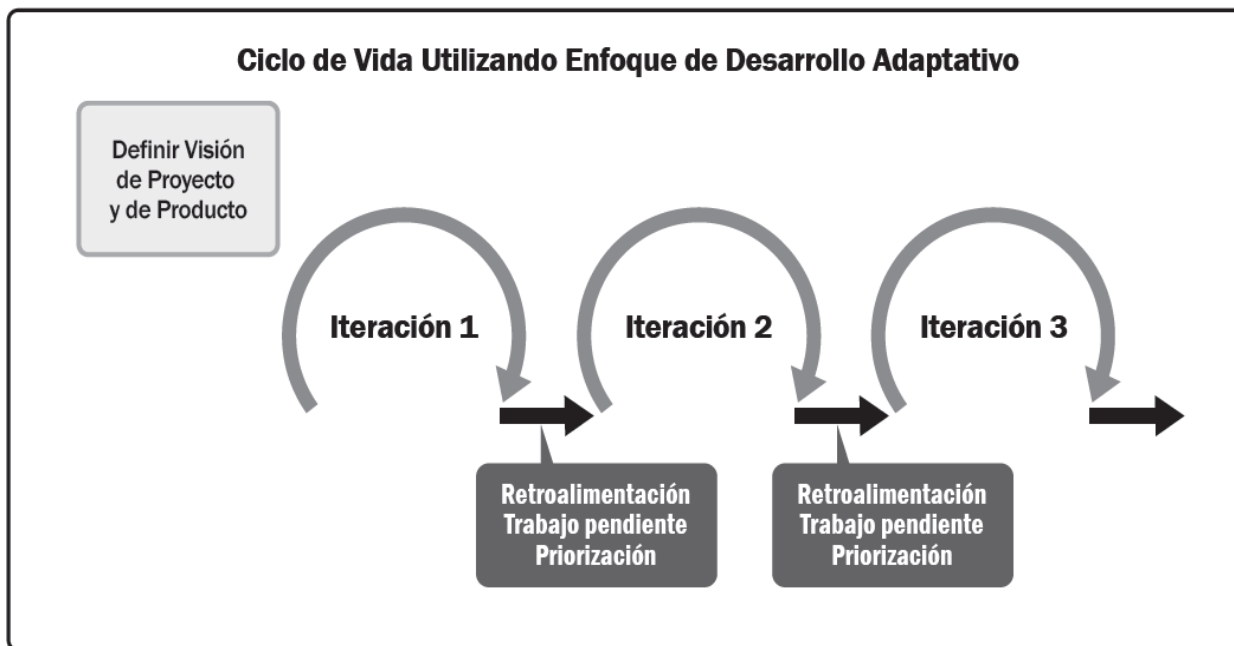 Ciclo de Vida Utilizando Enfoque de Desarrollo Adaptativo
Definir Visión
de Proyecto
y de Producto
Iteración 1
Iteración 2
Iteración 3
Retroalimentación
Trabajo pendiente
Priorización
Retroalimentación
Trabajo pendiente
Priorización